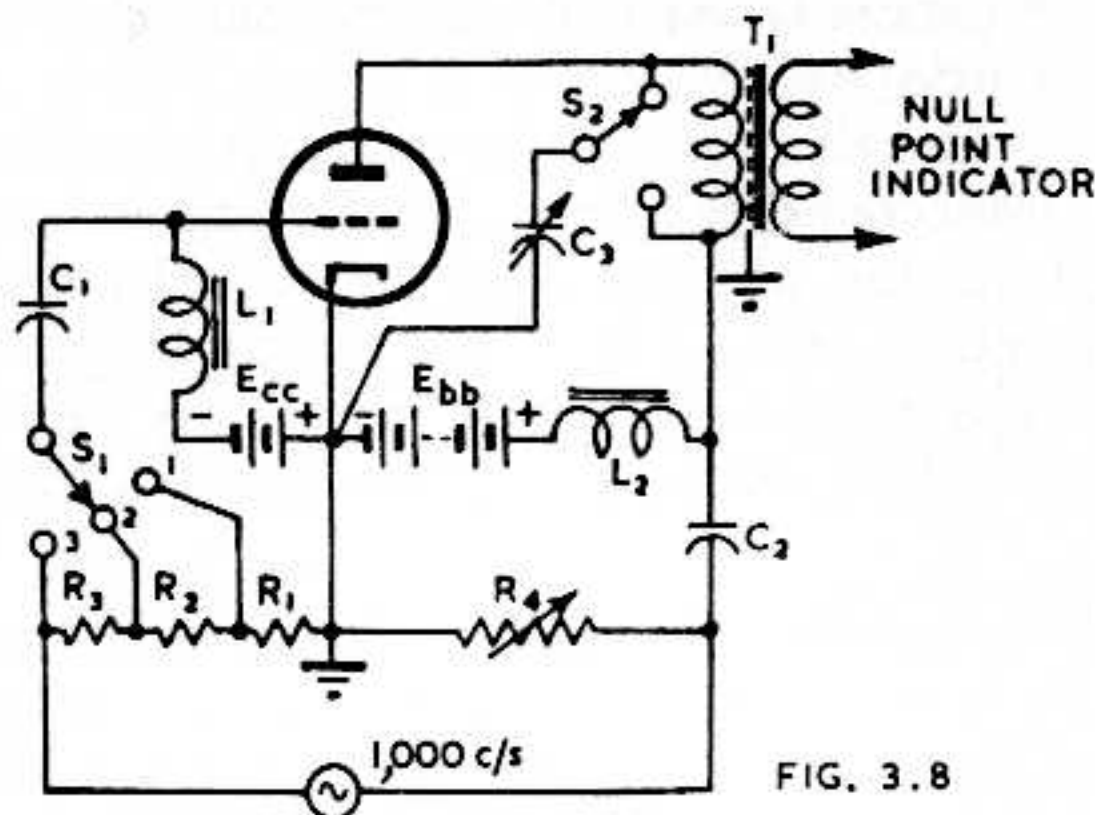 T₁
S₂
NULL
POINT
INDICATOR
C₁
L₁
C₃
Ecc
Ebb
- +
- +
L₂
S₁
1
2
3
C₂
R₃ R₂ R₁ R₄
1,000 c/s
FIG. 3.8